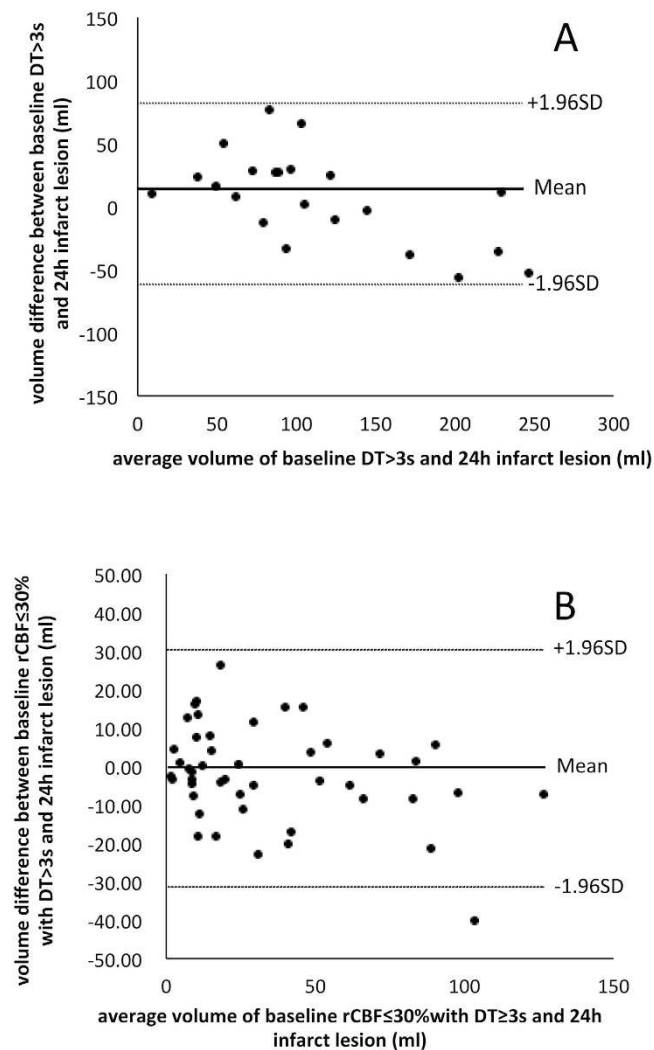 A
150
100
50
0
-50
-100
-150
+1.96SD
Mean
-1.96SD
volume difference between baseline DT>3s
and 24h infarct lesion (ml)
0 50 100 150 200 250 300
average volume of baseline DT>3s and 24h infarct lesion (ml)
B
50.00
40.00
30.00
20.00
10.00
0.00
-10.00
-20.00
-30.00
-40.00
-50.00
+1.96SD
Mean
-1.96SD
volume difference between baseline rCBF≤30%
with DT>3s and 24h infarct lesion (ml)
0 50 100 150
average volume of baseline rCBF≤30%with DT≥3s and 24h
infarct lesion (ml)